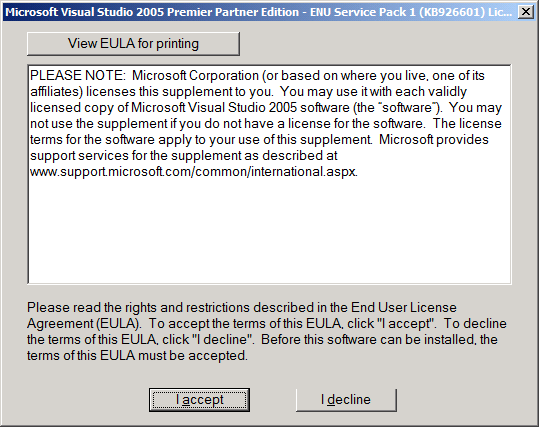 Microsoft Visual Studio 2005 Premier Partner Edition - ENU Service Pack 1 (KB926601) Lic...
View EULA for printing
PLEASE NOTE:  Microsoft Corporation (or based on where you live, one of its
affiliates) licenses this supplement to you.  You may use it with each validly
licensed copy of Microsoft Visual Studio 2005 software (the “software”).  You may
not use the supplement if you do not have a license for the software.  The license
terms for the software apply to your use of this supplement.  Microsoft provides
support services for the supplement as described at
www.support.microsoft.com/common/international.aspx.
Please read the rights and restrictions described in the End User License
Agreement (EULA).  To accept the terms of this EULA, click "I accept".  To decline
the terms of this EULA, click "I decline".  Before this software can be installed, the
terms of this EULA must be accepted.
I accept
I decline